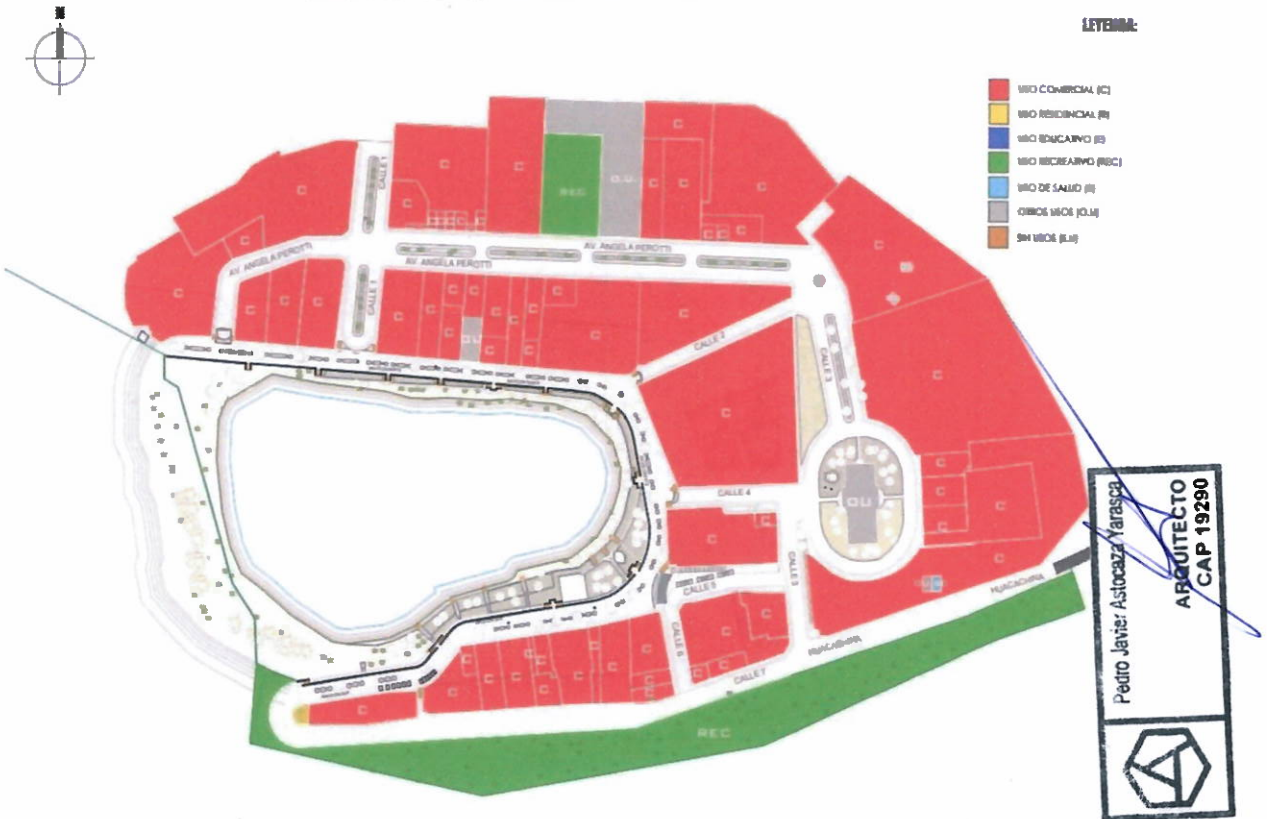 N
LEYENDA:
USO COMERCIAL (C)
USO RESIDENCIAL (R)
USO EDUCATIVO (E)
USO RECREATIVO (REC)
USO DE SALUD (S)
OTROS USOS (O.U)
SIN USOS (S.U)
C
C
C
C
REC
O.U.
C
C
C
C
CALLE 1
AV. ANGELA PEROTTI
AV. ANGELA PEROTTI
AV. ANGELA PEROTTI
CALLE 1
C
C
C
C
C
C
C
C
C
O.U
C
C
CALLE 2
CALLE 3
C
C
C
O.U
CALLE 4
C
C
C
C
C
C
CALLE 5
CALLE 3
HUACACHINA
HUACACHINA
CALLE 6
CALLE 7
C
C
C
C
C
C
C
REC
Pedro Javier Astocaza Yarasca
ARQUITECTO
CAP 19290